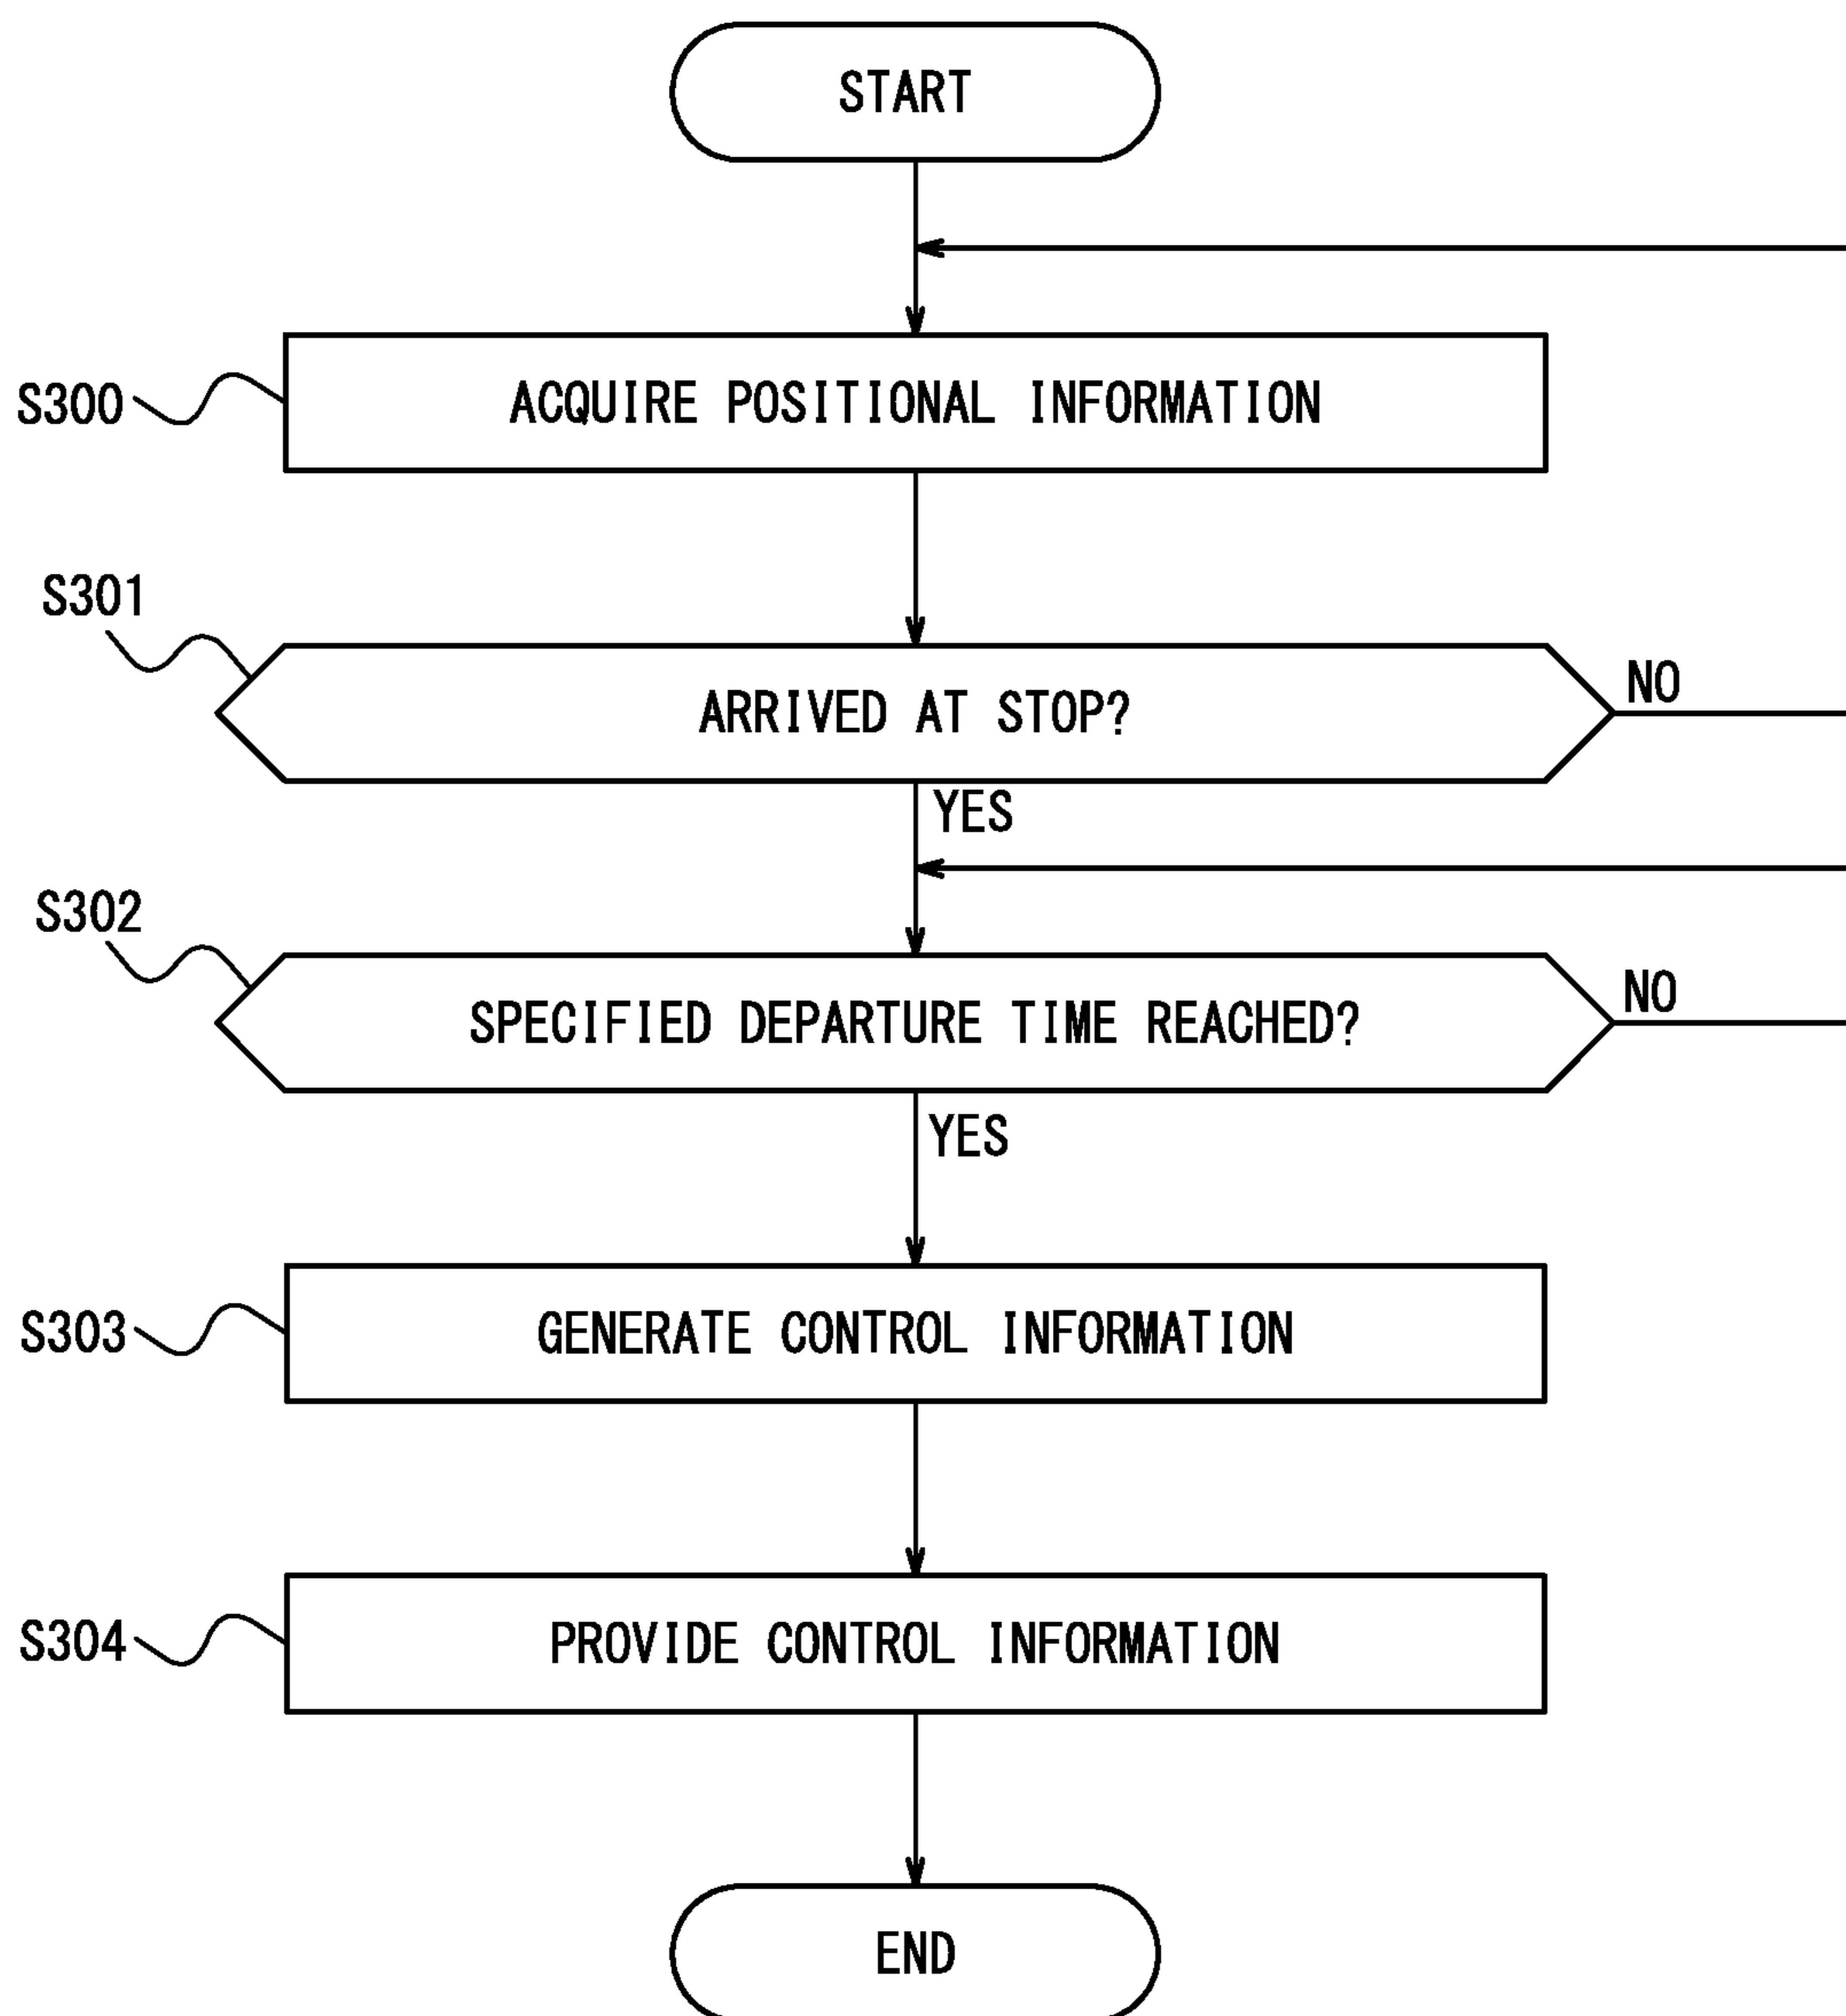 START
S300
ACQUIRE POSITIONAL INFORMATION
S301
ARRIVED AT STOP?
NO
YES
S302
SPECIFIED DEPARTURE TIME REACHED?
NO
YES
S303
GENERATE CONTROL INFORMATION
S304
PROVIDE CONTROL INFORMATION
END